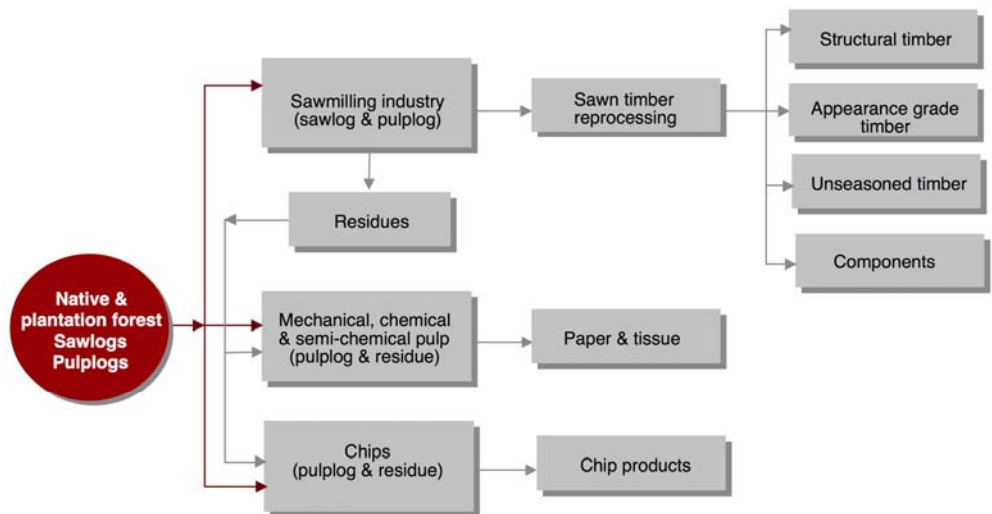 Native &
plantation forest
Sawlogs
Pulplogs
Sawmilling industry
(sawlog & pulplog)
Residues
Mechanical, chemical
& semi-chemical pulp
(pulplog & residue)
Chips
(pulplog & residue)
Sawn timber
reprocessing
Paper & tissue
Chip products
Structural timber
Appearance grade
timber
Unseasoned timber
Components